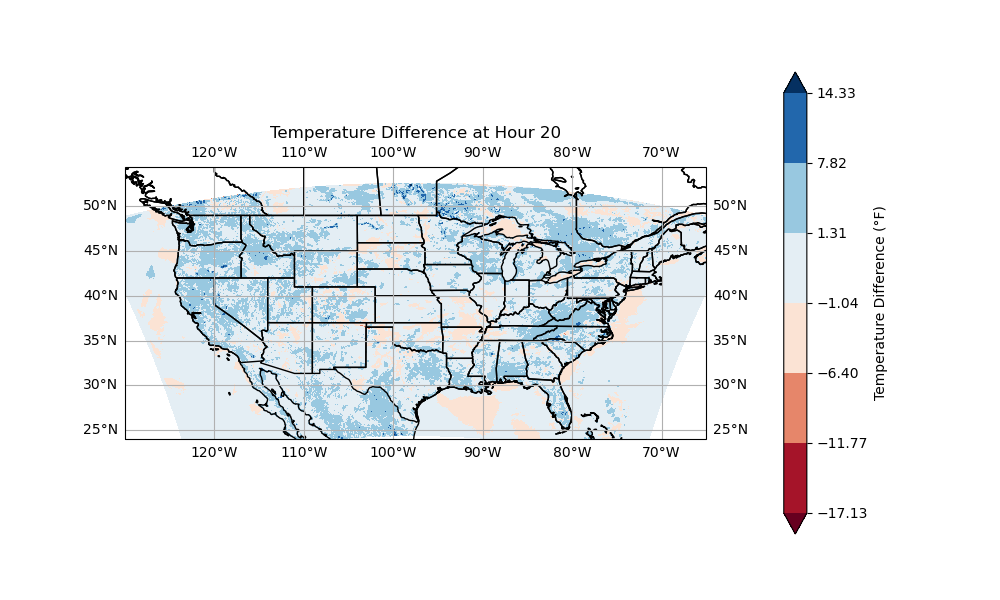 Temperature Difference at Hour 20
120°W 110°W 100°W 90°W 80°W 70°W
50°N 50°N
45°N 45°N
40°N 40°N
35°N 35°N
30°N 30°N
25°N 25°N
120°W 110°W 100°W 90°W 80°W 70°W
14.33
7.82
1.31
−1.04
−6.40
−11.77
−17.13
Temperature Difference (°F)